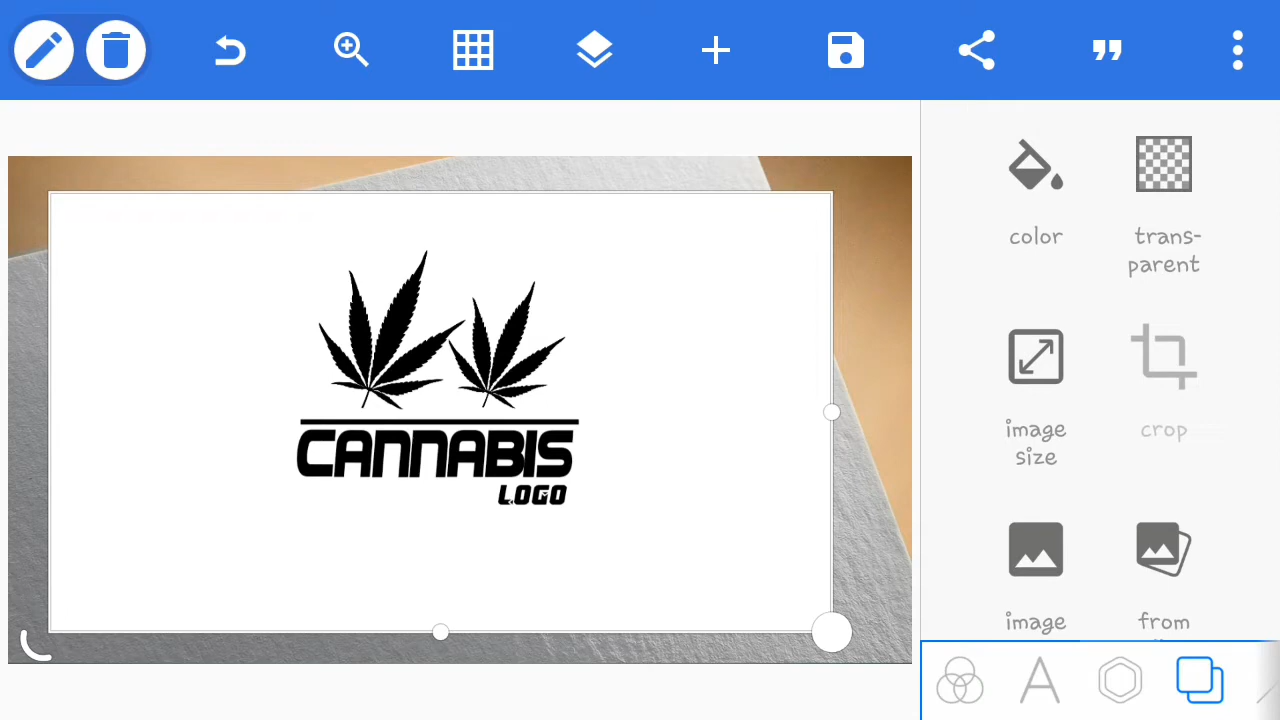 color
trans-
parent
image
size
crop
CANNABIS
LOGO
image
from